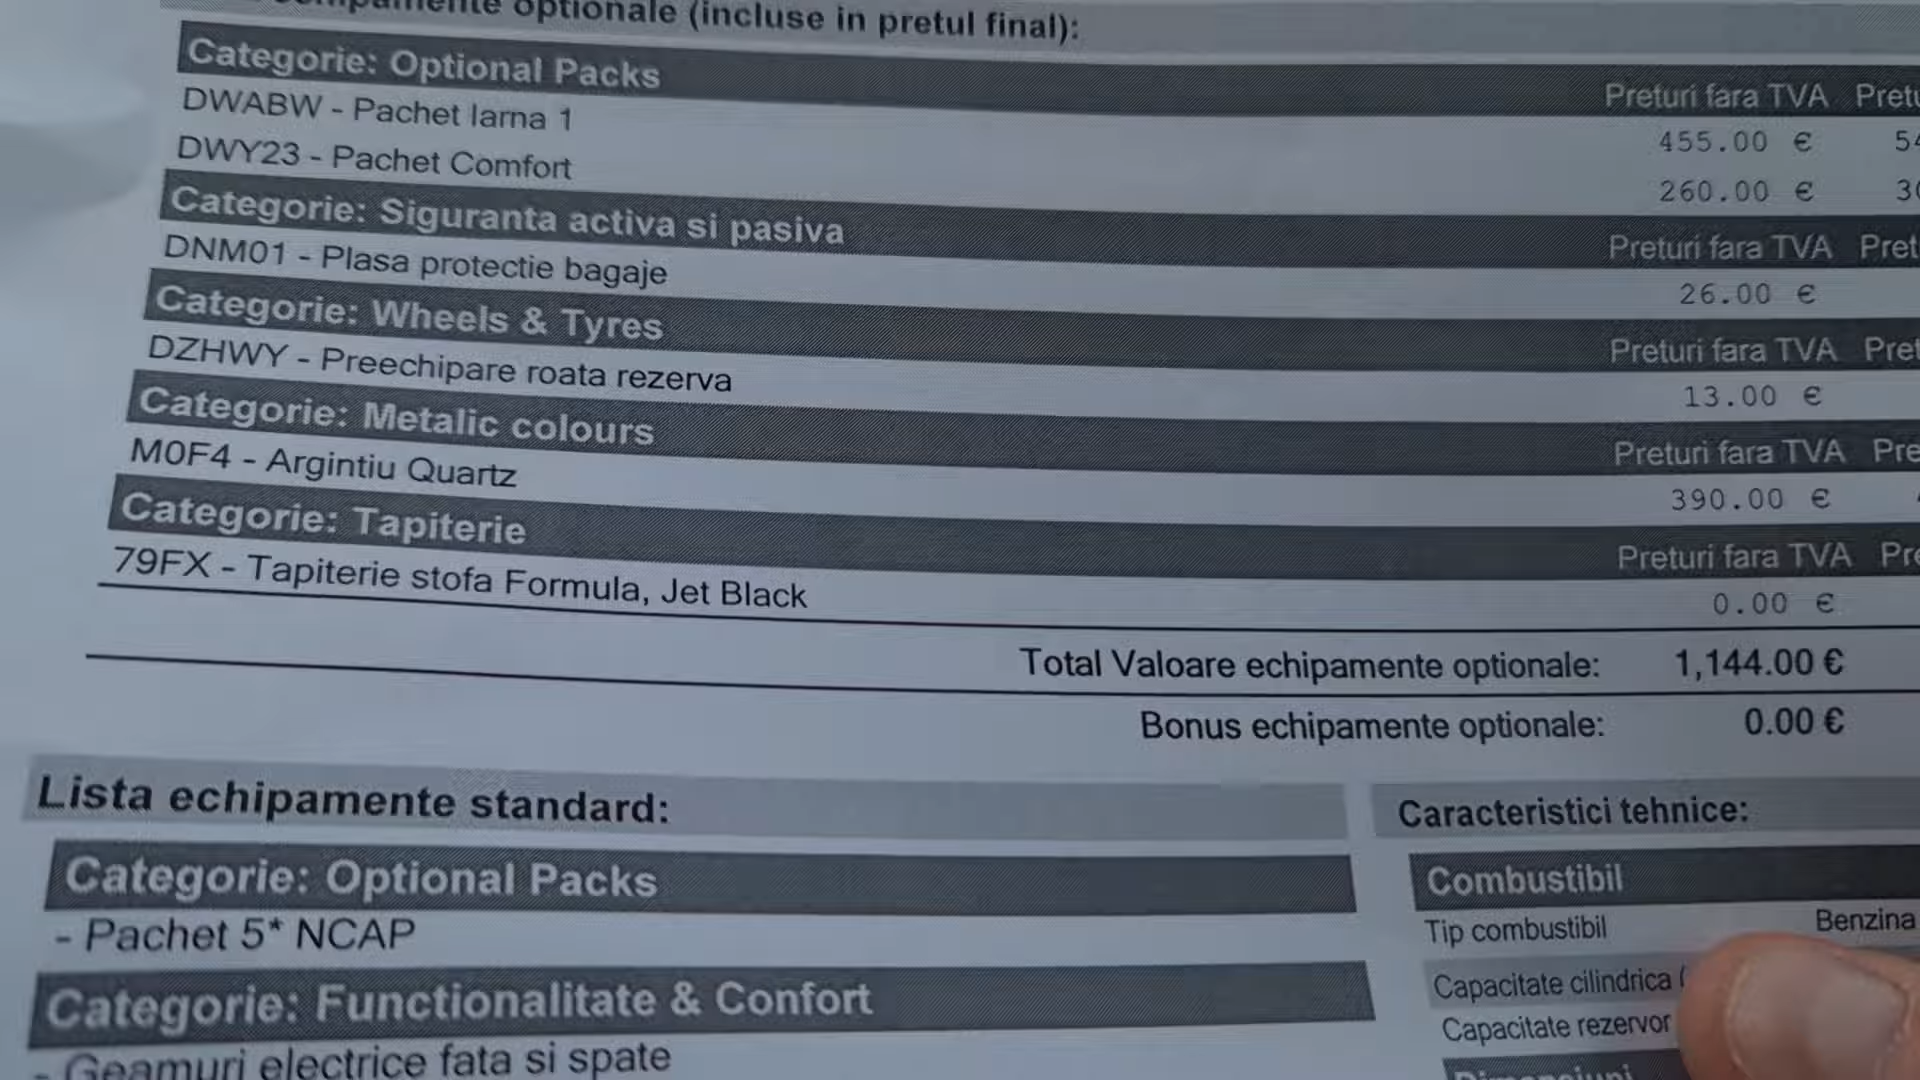 optionale (incluse in pretul final):
Categorie: Optional Packs Preturi fara TVA
DWABW - Pachet Iarna 1 455.00 €
DWY23 - Pachet Comfort 260.00 €
Categorie: Siguranta activa si pasiva Preturi fara TVA
DNM01 - Plasa protectie bagaje 26.00 €
Categorie: Wheels & Tyres Preturi fara TVA
DZHWY - Preechipare roata rezerva 13.00 €
Categorie: Metalic colours Preturi fara TVA
M0F4 - Argintiu Quartz 390.00 €
Categorie: Tapiterie Preturi fara TVA
79FX - Tapiterie stofa Formula, Jet Black 0.00 €
Total Valoare echipamente optionale: 1,144.00 €
Bonus echipamente optionale: 0.00 €
Lista echipamente standard:
Categorie: Optional Packs
- Pachet 5* NCAP
Categorie: Functionalitate & Confort
- Geamuri electrice fata si spate
Caracteristici tehnice:
Combustibil
Tip combustibil Benzina
Capacitate cilindrica (
Capacitate rezervor